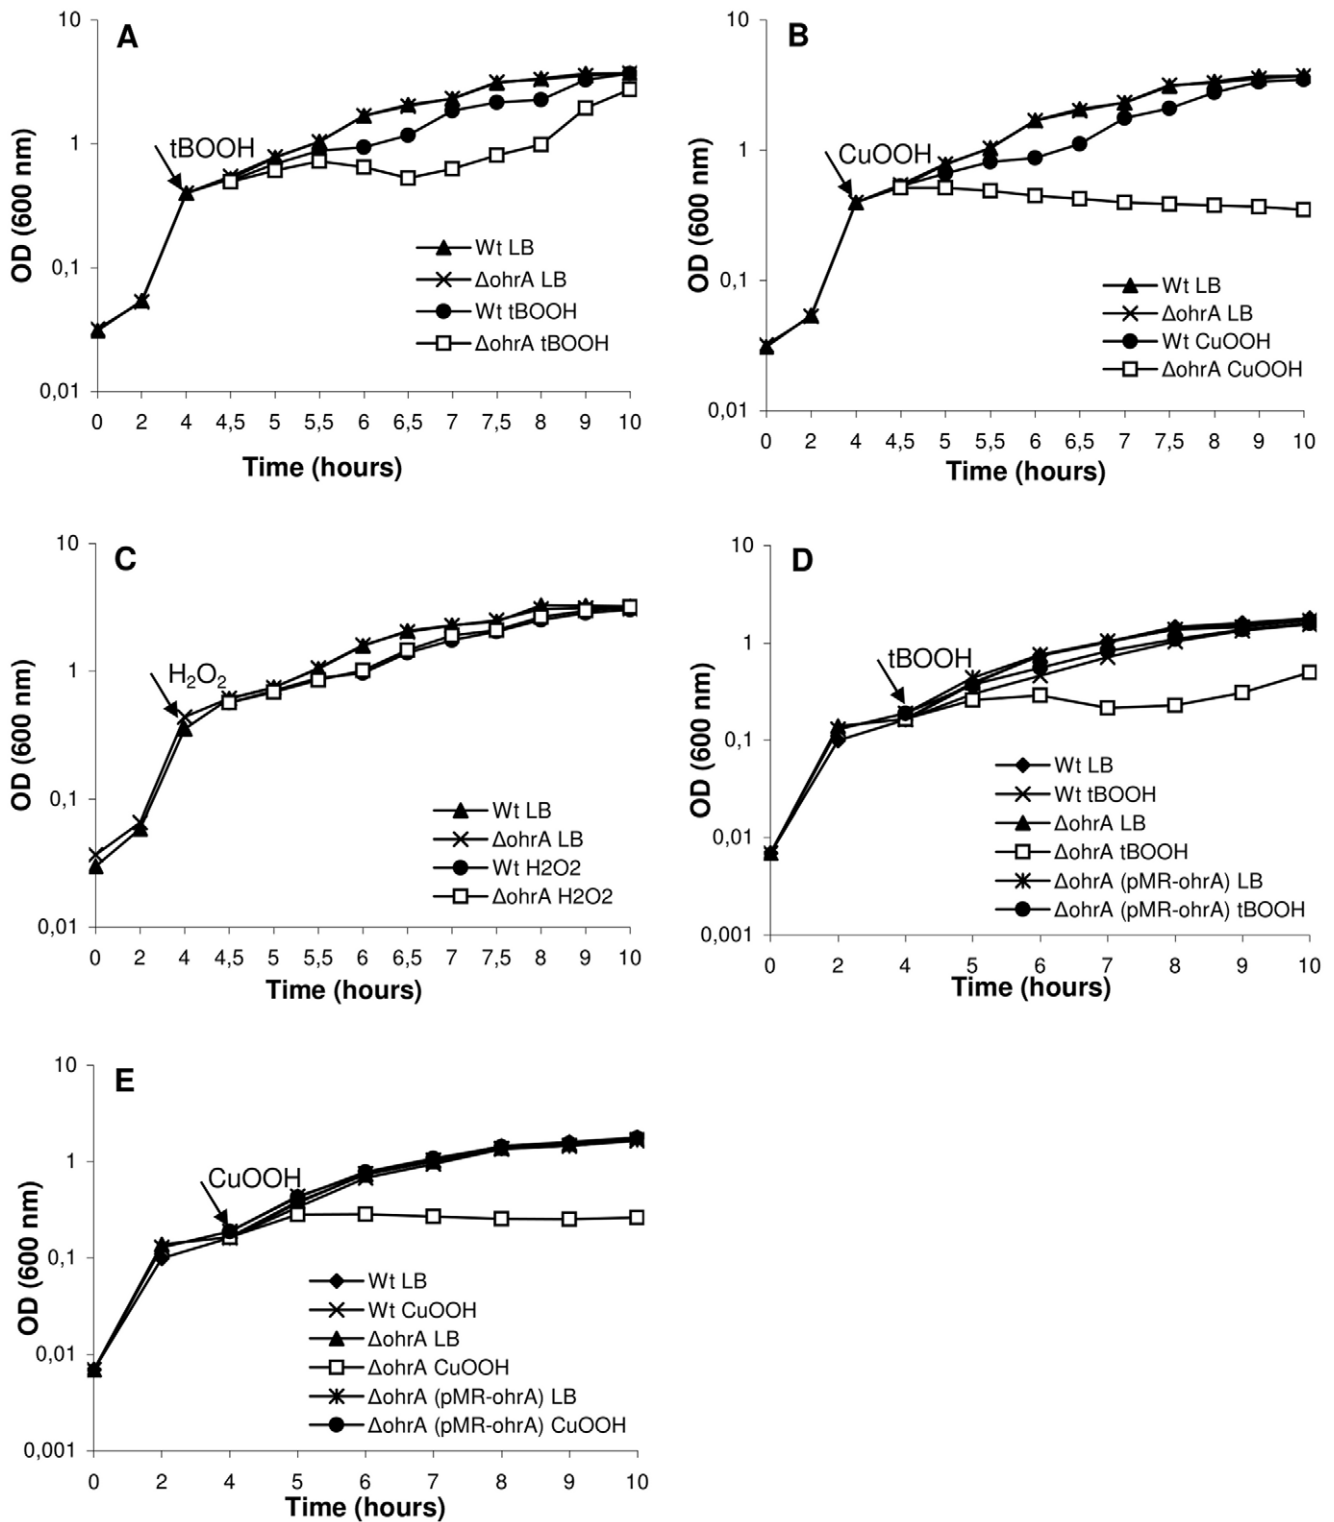 A
10
1
0,1
0,01
OD (600 nm)
tBOOH
Wt LB
ΔohrA LB
Wt tBOOH
ΔohrA tBOOH
0 2 4 4,5 5 5,5 6 6,5 7 7,5 8 9 10
Time (hours)
B
10
1
0,1
0,01
OD (600 nm)
CuOOH
Wt LB
ΔohrA LB
Wt CuOOH
ΔohrA CuOOH
0 2 4 4,5 5 5,5 6 6,5 7 7,5 8 9 10
Time (hours)
C
10
1
0,1
0,01
OD (600 nm)
H₂O₂
Wt LB
ΔohrA LB
Wt H2O2
ΔohrA H2O2
0 2 4 4,5 5 5,5 6 6,5 7 7,5 8 9 10
Time (hours)
D
10
1
0,1
0,01
0,001
OD (600 nm)
tBOOH
Wt LB
Wt tBOOH
ΔohrA LB
ΔohrA tBOOH
ΔohrA (pMR-ohrA) LB
ΔohrA (pMR-ohrA) tBOOH
0 2 4 5 6 7 8 9 10
Time (hours)
E
10
1
0,1
0,01
0,001
OD (600 nm)
CuOOH
Wt LB
Wt CuOOH
ΔohrA LB
ΔohrA CuOOH
ΔohrA (pMR-ohrA) LB
ΔohrA (pMR-ohrA) CuOOH
0 2 4 5 6 7 8 9 10
Time (hours)